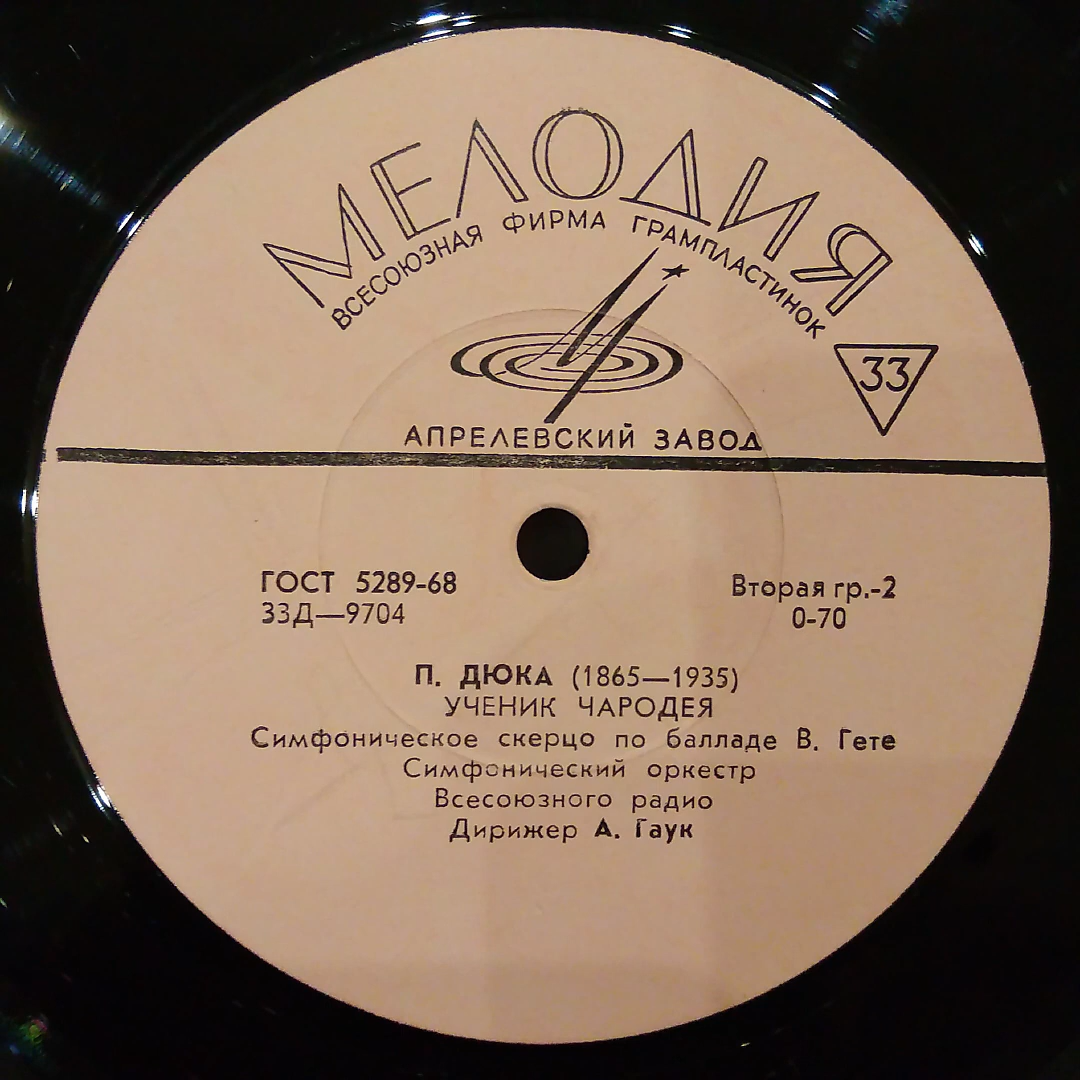 МЕЛОДИЯ
ВСЕСОЮЗНАЯ ФИРМА ГРАМПЛАСТИНОК
33
АПРЕЛЕВСКИЙ ЗАВОД
ГОСТ 5289-68
33Д—9704
Вторая гр.-2
0-70
П. ДЮКА (1865—1935)
УЧЕНИК ЧАРОДЕЯ
Симфоническое скерцо по балладе В. Гете
Симфонический оркестр
Всесоюзного радио
Дирижер А. Гаук